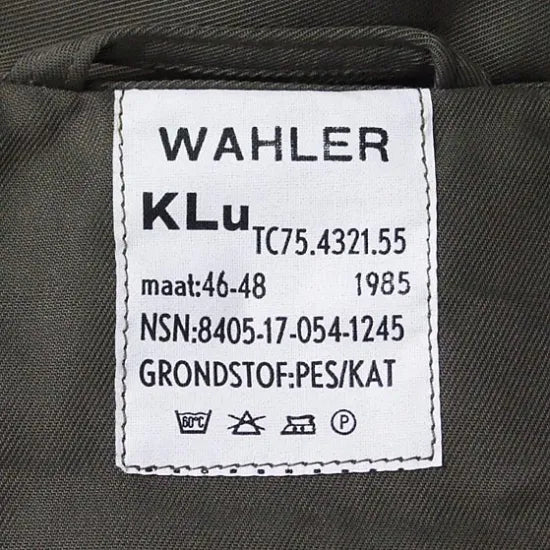 WAHLER
KLu TC75.4321.55
maat:46-48 1985
NSN:8405-17-054-1245
GRONDSTOF:PES/KAT
60°C P